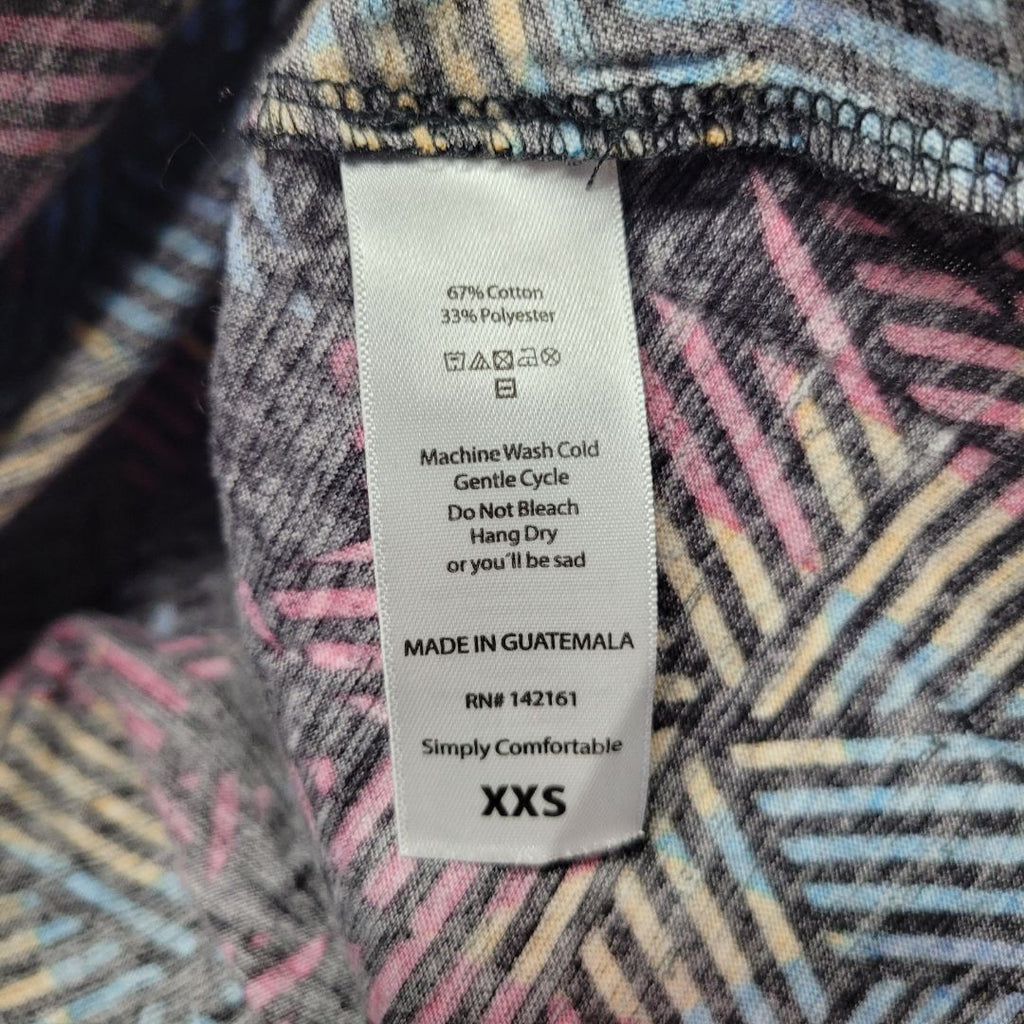 67% Cotton
33% Polyester
Machine Wash Cold
Gentle Cycle
Do Not Bleach
Hang Dry
or you´ll be sad
MADE IN GUATEMALA
RN# 142161
Simply Comfortable
XXS